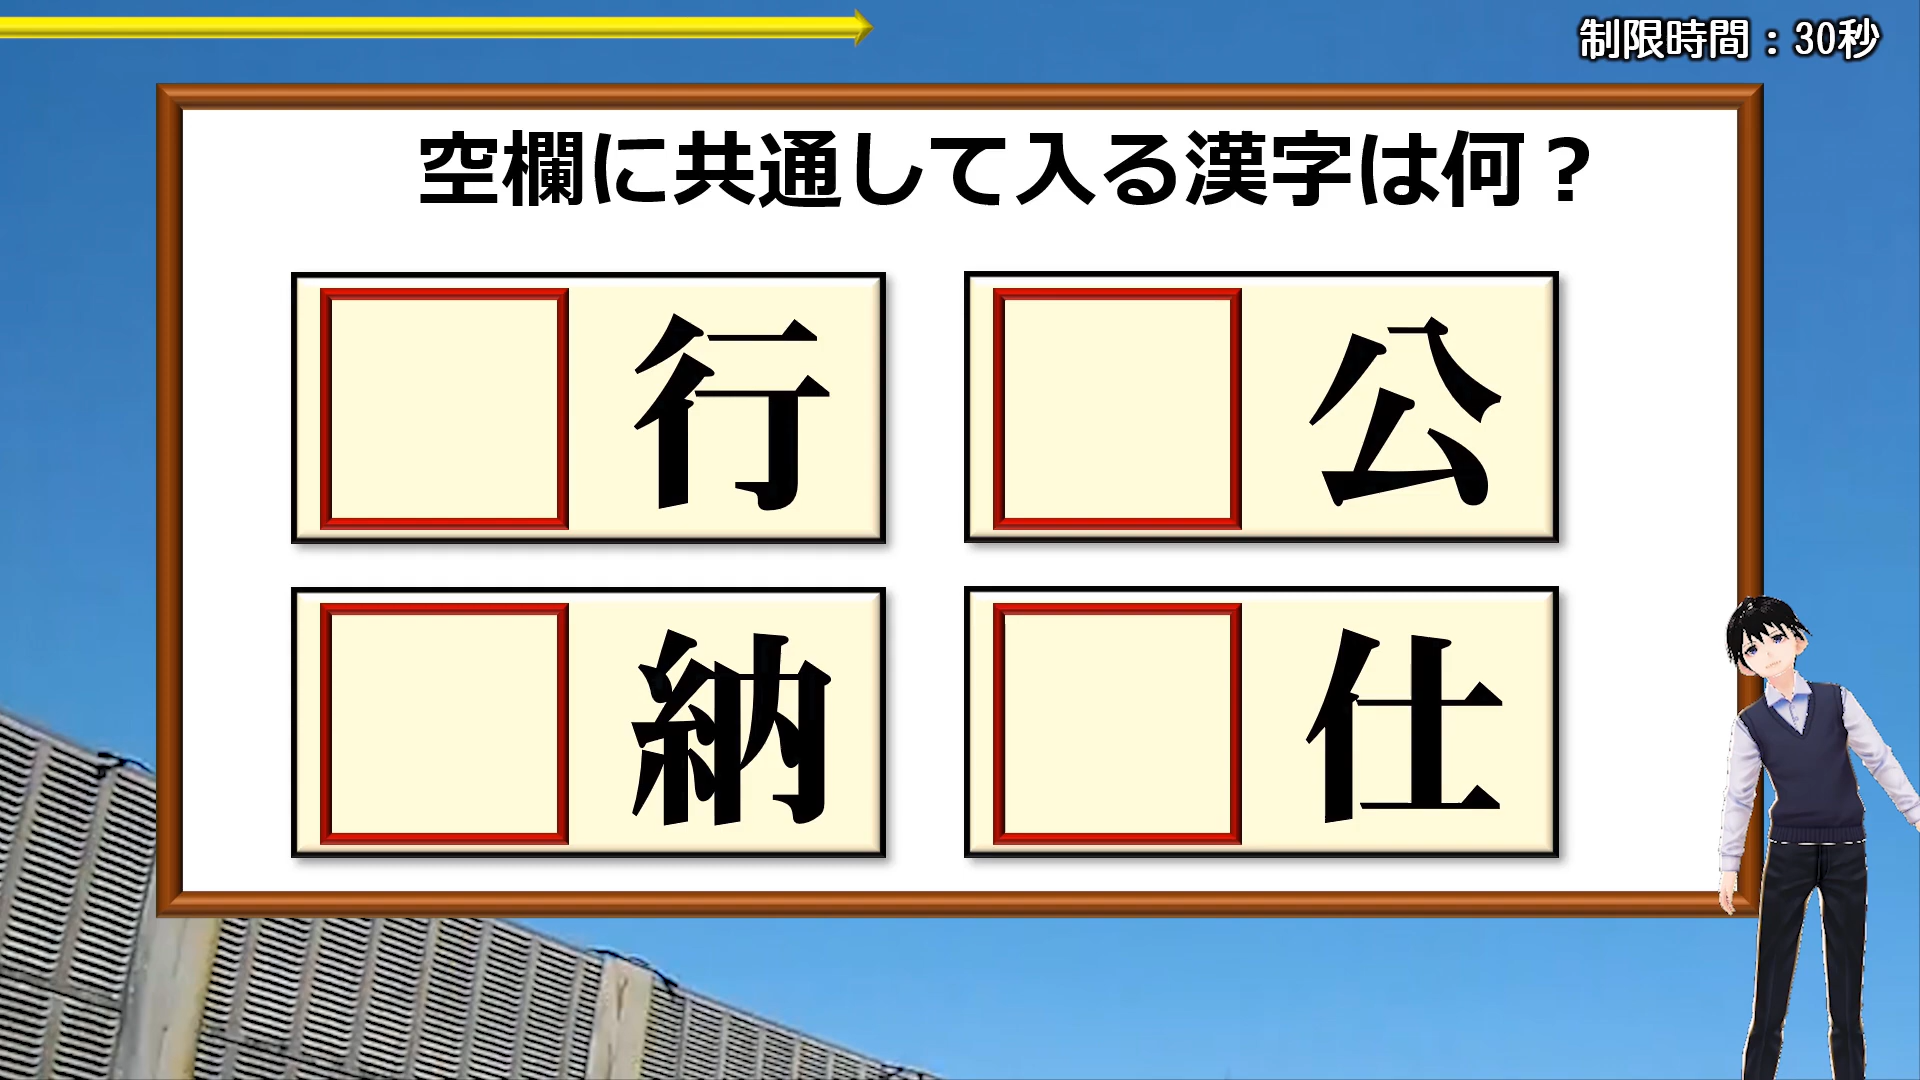 制限時間：30秒
空欄に共通して入る漢字は何？
行
公
納
仕